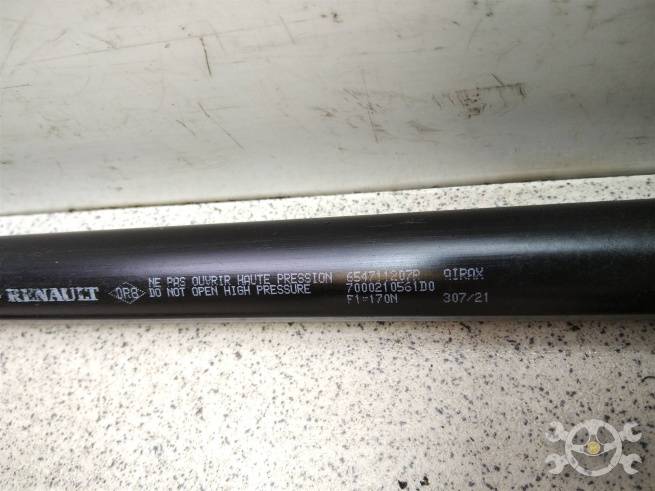 NE PAS OUVRIR HAUTE PRESSION 654711207R AIRAX
RENAULT DO NOT OPEN HIGH PRESSURE 7000210561D0
F1=170N 307/21